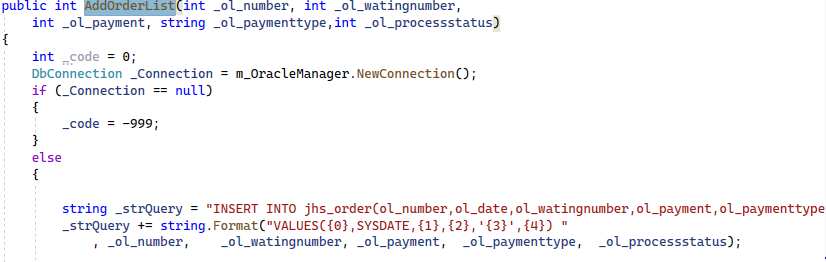 public int AddOrderList(int _ol_number, int _ol_watingnumber,
int _ol_payment, string _ol_paymenttype,int _ol_processstatus)
{
int _code = 0;
DbConnection _Connection = m_OracleManager.NewConnection();
if (_Connection == null)
{
_code = -999;
}
else
{
string _strQuery = "INSERT INTO jhs_order(ol_number,ol_date,ol_watingnumber,ol_payment,ol_paymenttype
_strQuery += string.Format("VALUES({0},SYSDATE,{1},{2},'{3}',{4}) "
, _ol_number, _ol_watingnumber, _ol_payment, _ol_paymenttype, _ol_processstatus);